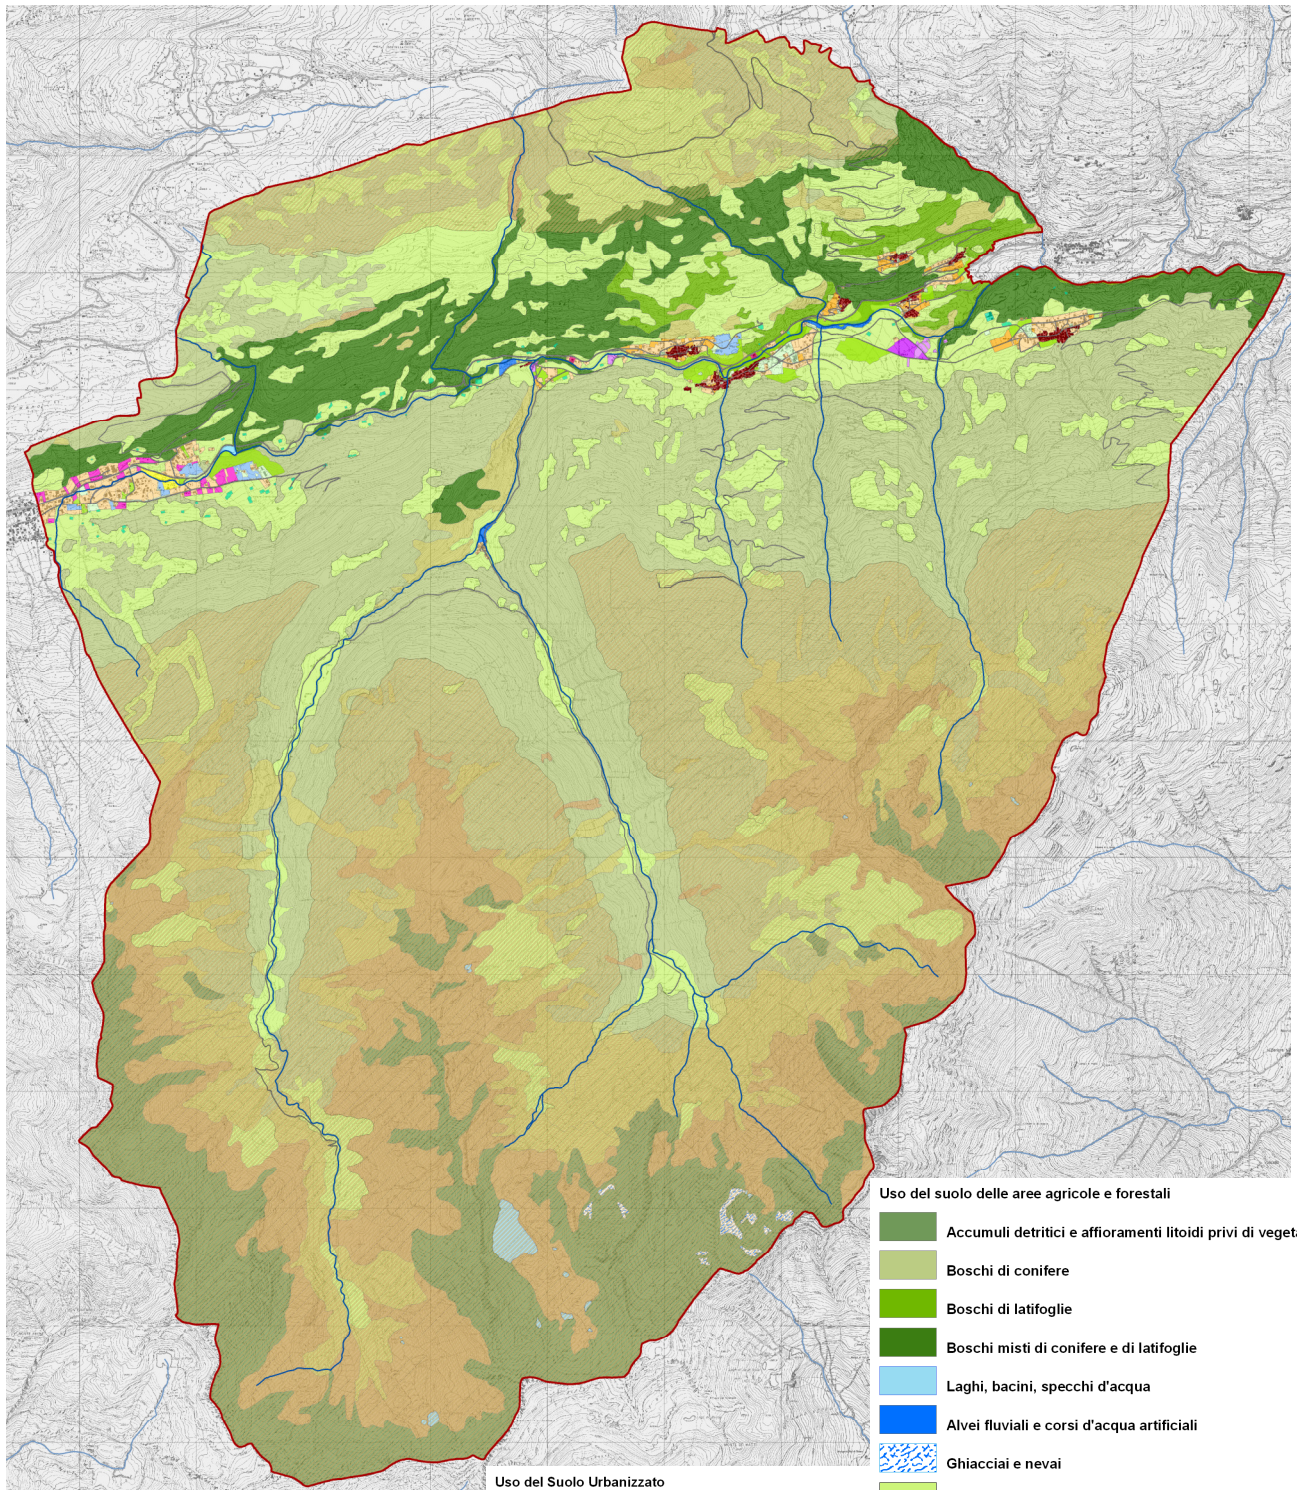 Uso del suolo delle aree agricole e forestali
Accumuli detritici e affioramenti litoidi privi di veget
Boschi di conifere
Boschi di latifoglie
Boschi misti di conifere e di latifoglie
Laghi, bacini, specchi d'acqua
Alvei fluviali e corsi d'acqua artificiali
Ghiacciai e nevai
Uso del Suolo Urbanizzato